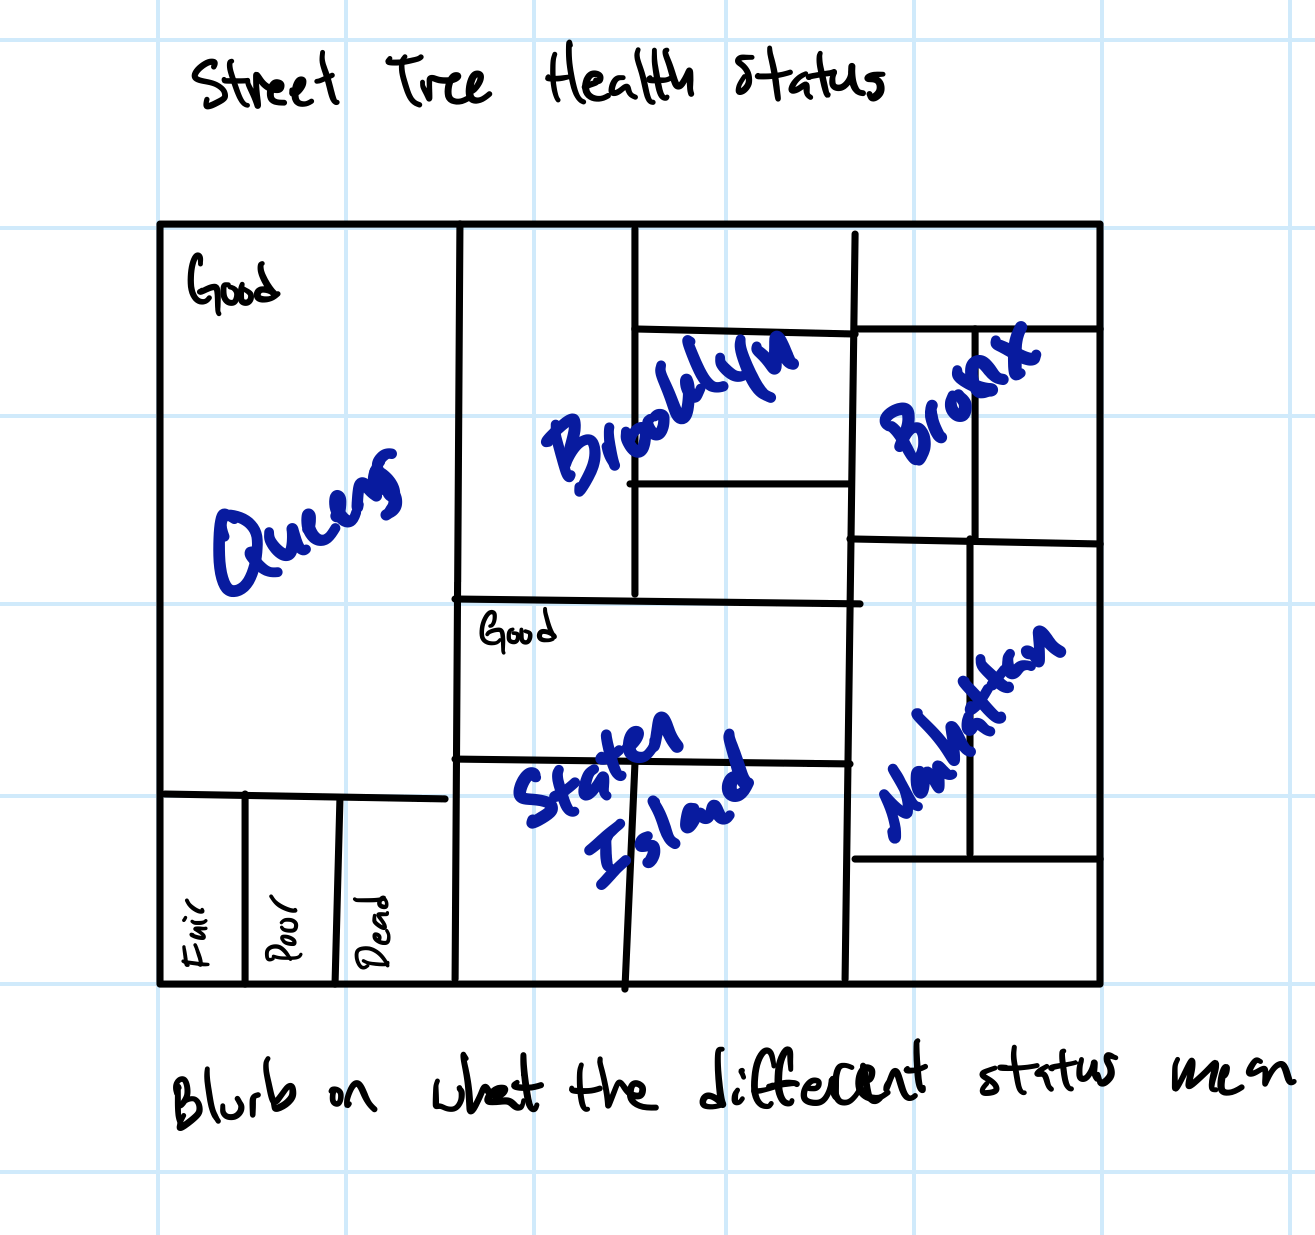 Street Tree Health Status
Good
Queens
Brooklyn
Bronx
Good
Staten
Island
Manhattan
Fair
Poor
Dead
Blurb on what the different status mean